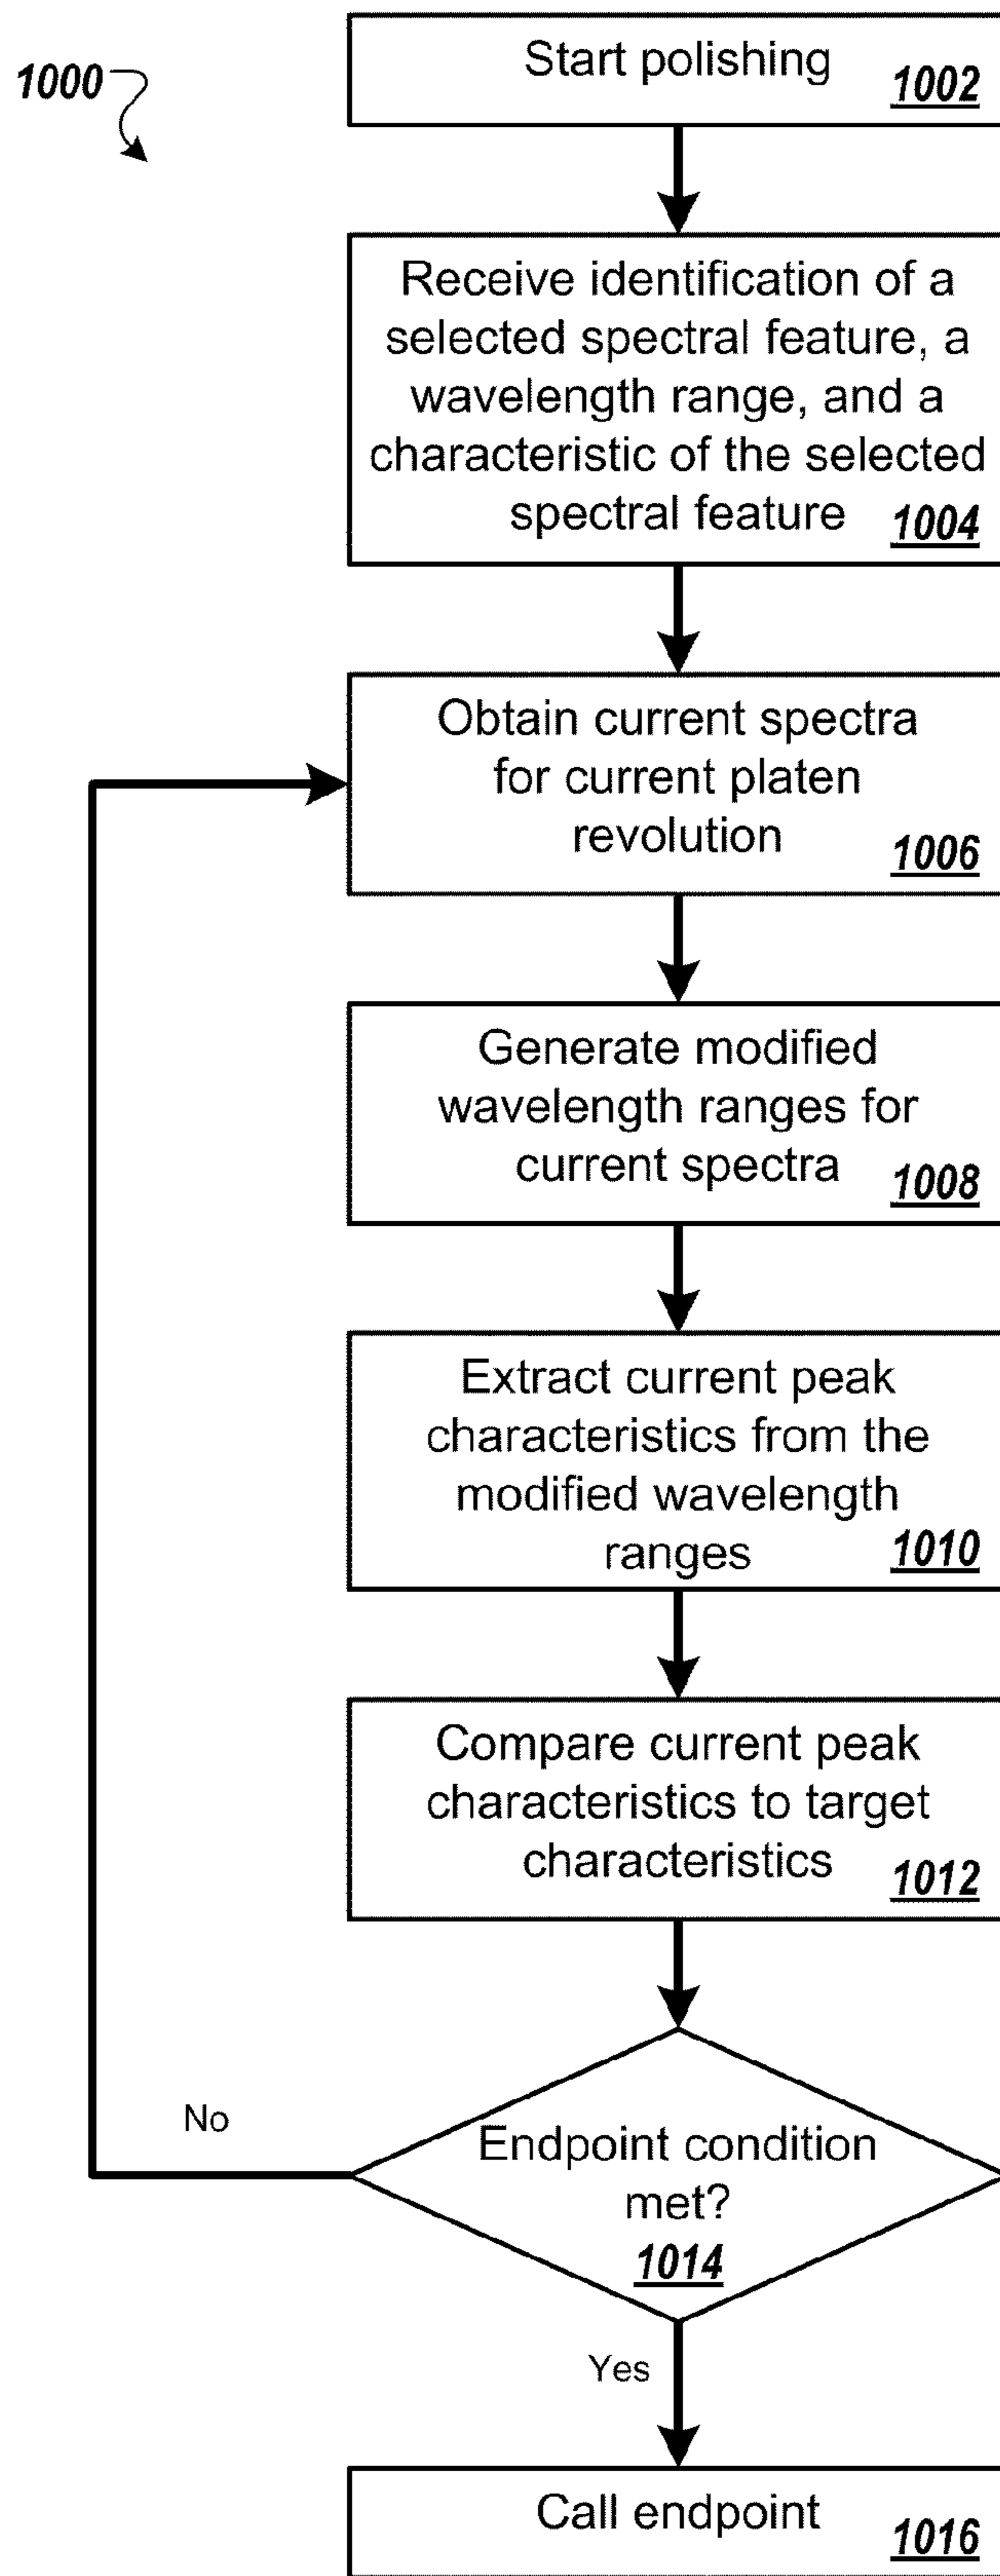 1000
Start polishing
1002
Receive identification of a
selected spectral feature, a
wavelength range, and a
characteristic of the selected
spectral feature
1004
Obtain current spectra
for current platen
revolution
1006
Generate modified
wavelength ranges for
current spectra
1008
Extract current peak
characteristics from the
modified wavelength
ranges
1010
Compare current peak
characteristics to target
characteristics
1012
No
Endpoint condition
met?
1014
Yes
Call endpoint
1016